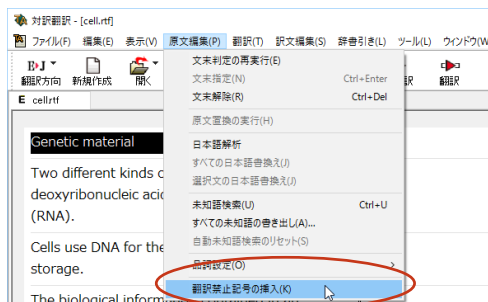 対訳翻訳 - [cell.rtf]
ファイル(F) 編集(E) 表示(V) 原文編集(P) 翻訳(T) 訳文編集(S) 辞書引き(L) ツール(L) ウィンドウ(W
E›J
翻訳方向 新規作成 開く 翻訳
E cell.rtf
文末判定の再実行(E)
文末指定(N) Ctrl+Enter
文末解除(R) Ctrl+Del
原文置換の実行(H)
日本語解析
すべての日本語書換え(J)
選択文の日本語書換え(J)
未知語検索(U) Ctrl+U
すべての未知語の書き出し(A)...
自動未知語検索のリセット(S)
品詞設定(O)
翻訳禁止記号の挿入(K)
Genetic material
Two different kinds
deoxyribonucleic acid
(RNA).
Cells use DNA for the
storage.
The biological